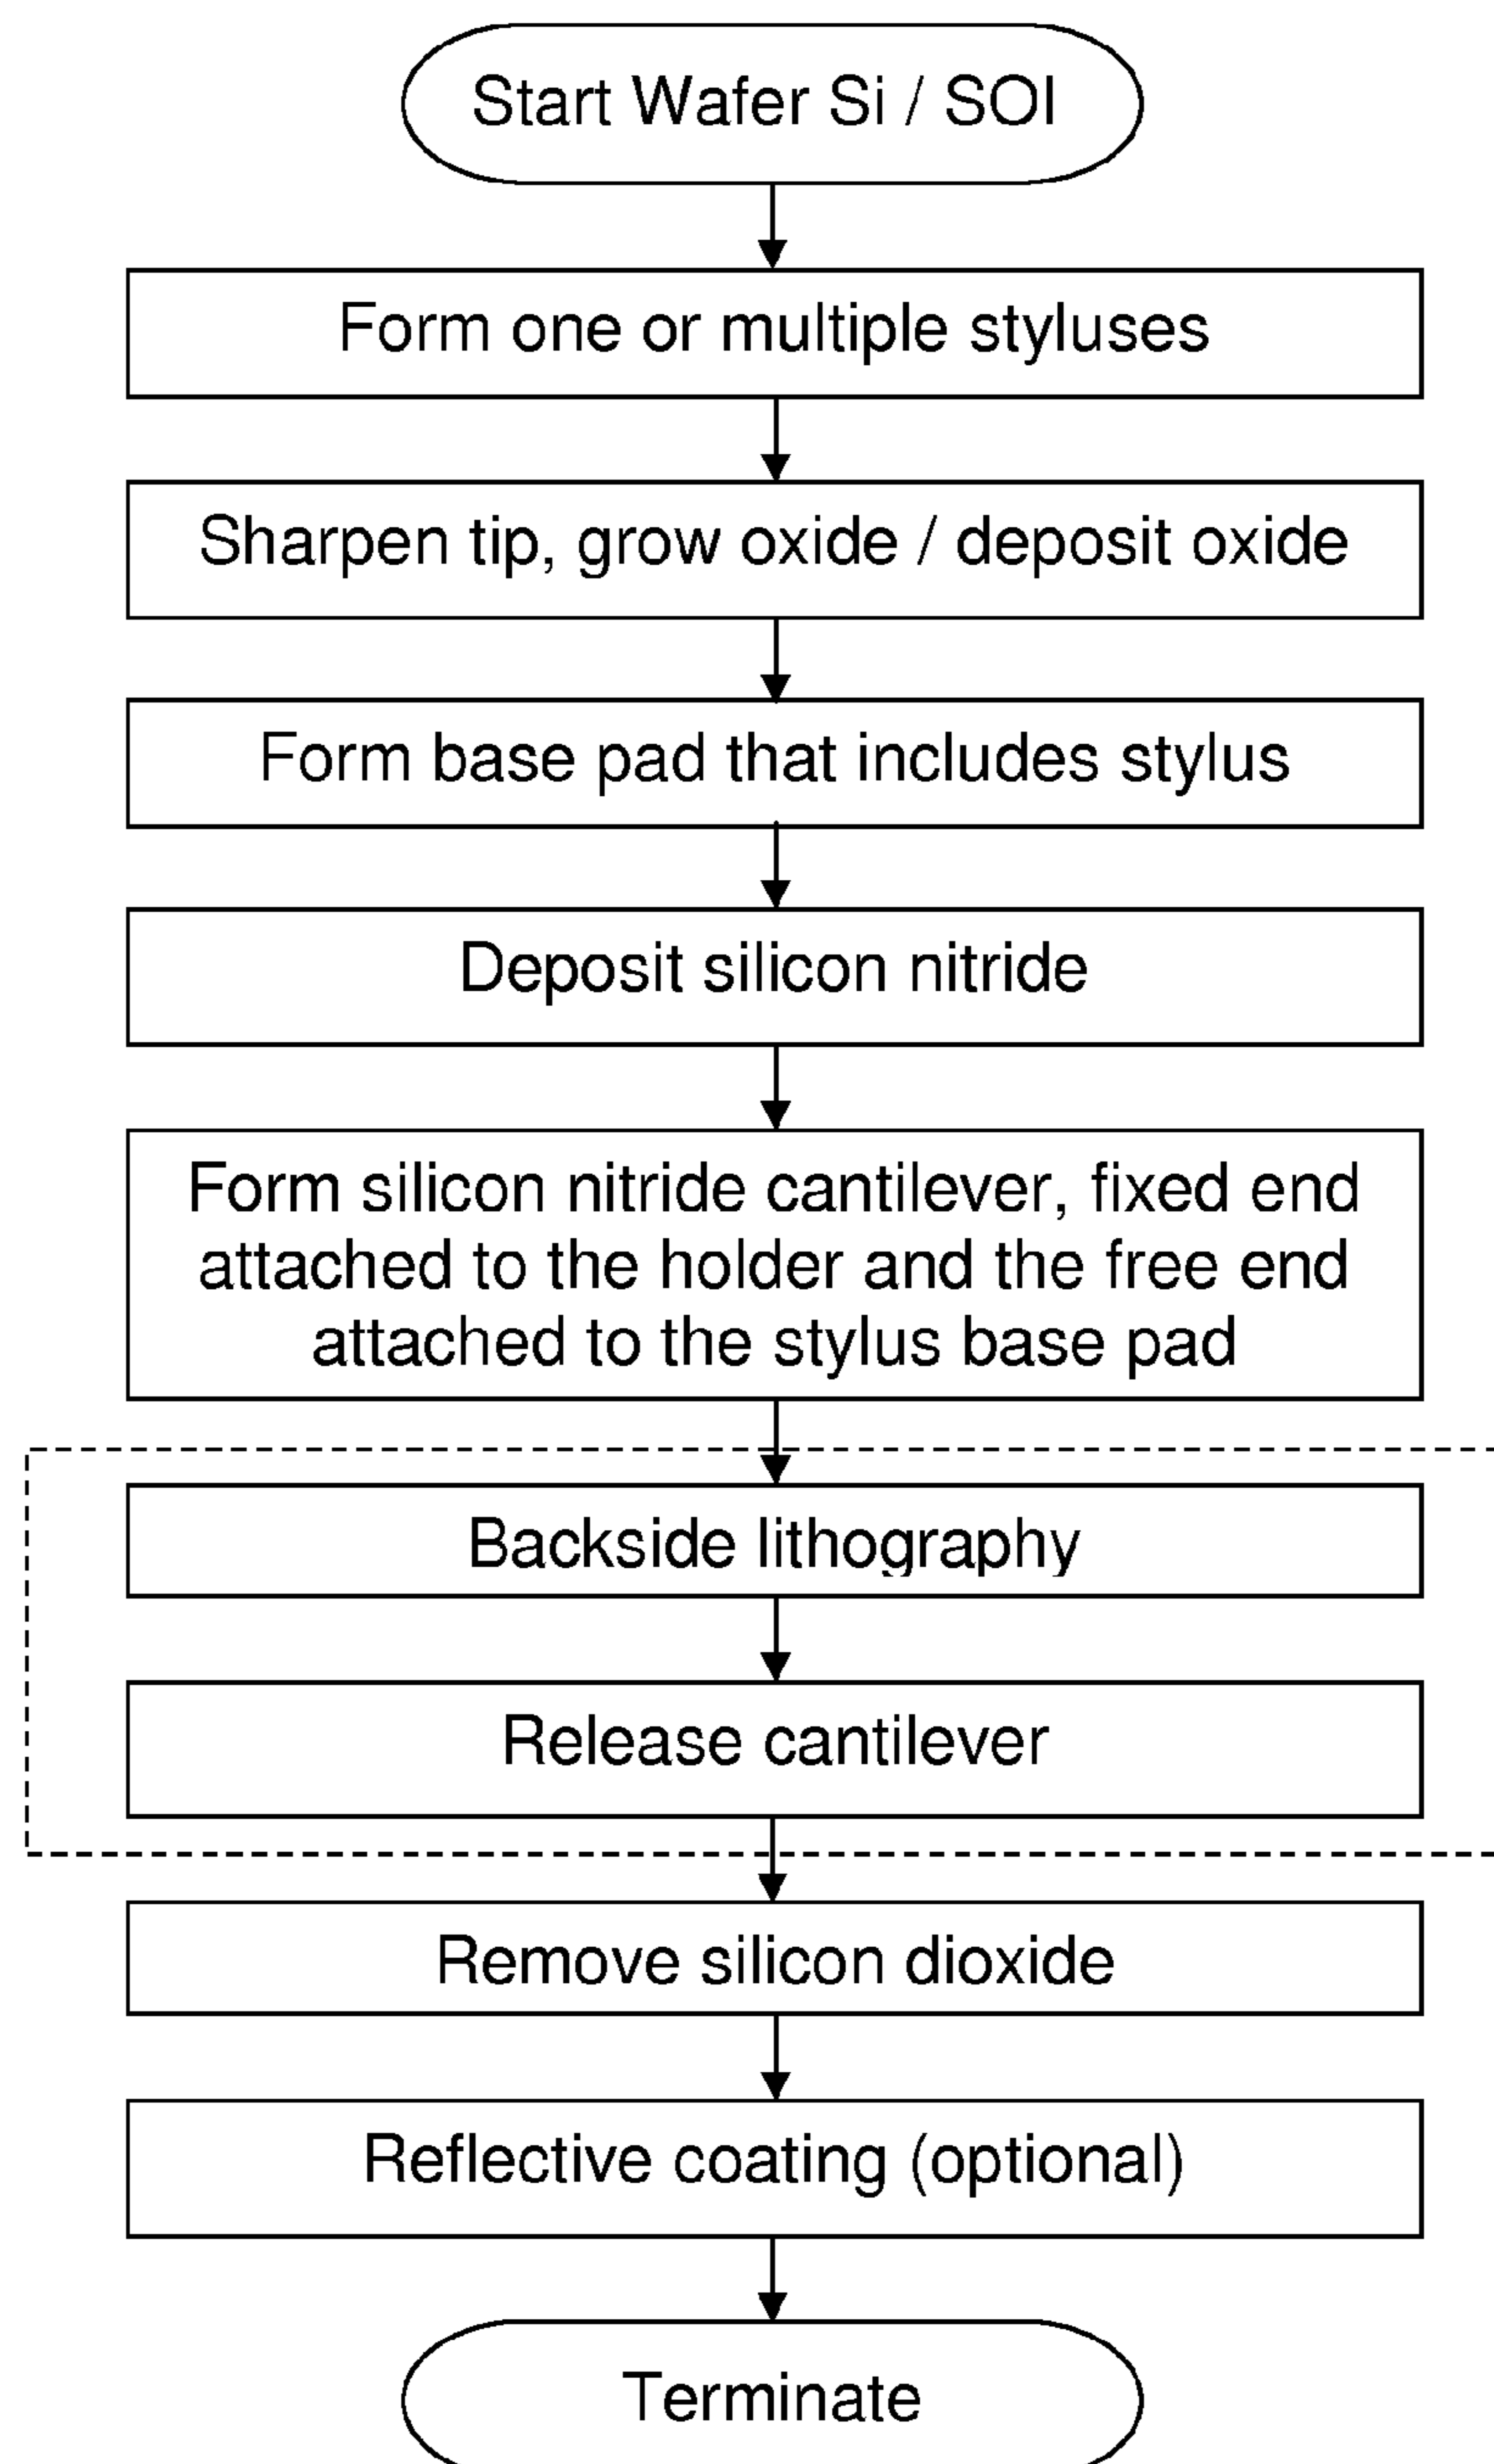 Start Wafer Si / SOI
Form one or multiple styluses
Sharpen tip, grow oxide / deposit oxide
Form base pad that includes stylus
Deposit silicon nitride
Form silicon nitride cantilever, fixed end
attached to the holder and the free end
attached to the stylus base pad
Backside lithography
Release cantilever
Remove silicon dioxide
Reflective coating (optional)
Terminate